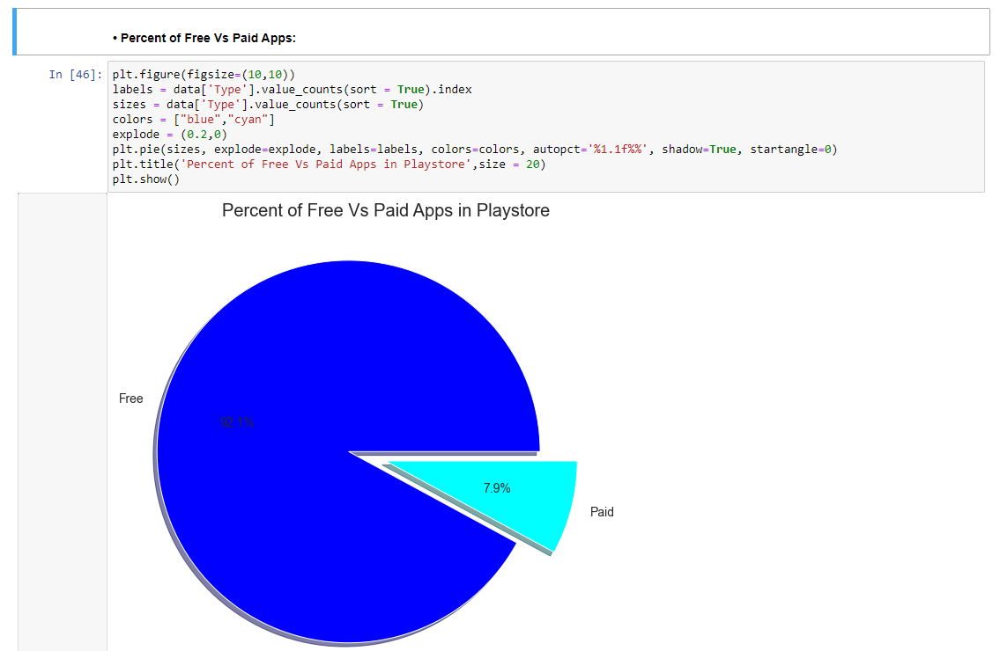 • Percent of Free Vs Paid Apps:
In [46]:
plt.figure(figsize=(10,10))
labels = data['Type'].value_counts(sort = True).index
sizes = data['Type'].value_counts(sort = True)
colors = ["blue","cyan"]
explode = (0.2,0)
plt.pie(sizes, explode=explode, labels=labels, colors=colors, autopct='%1.1f%%', shadow=True, startangle=0)
plt.title('Percent of Free Vs Paid Apps in Playstore',size = 20)
plt.show()
Percent of Free Vs Paid Apps in Playstore
Free
92.1%
7.9%
Paid